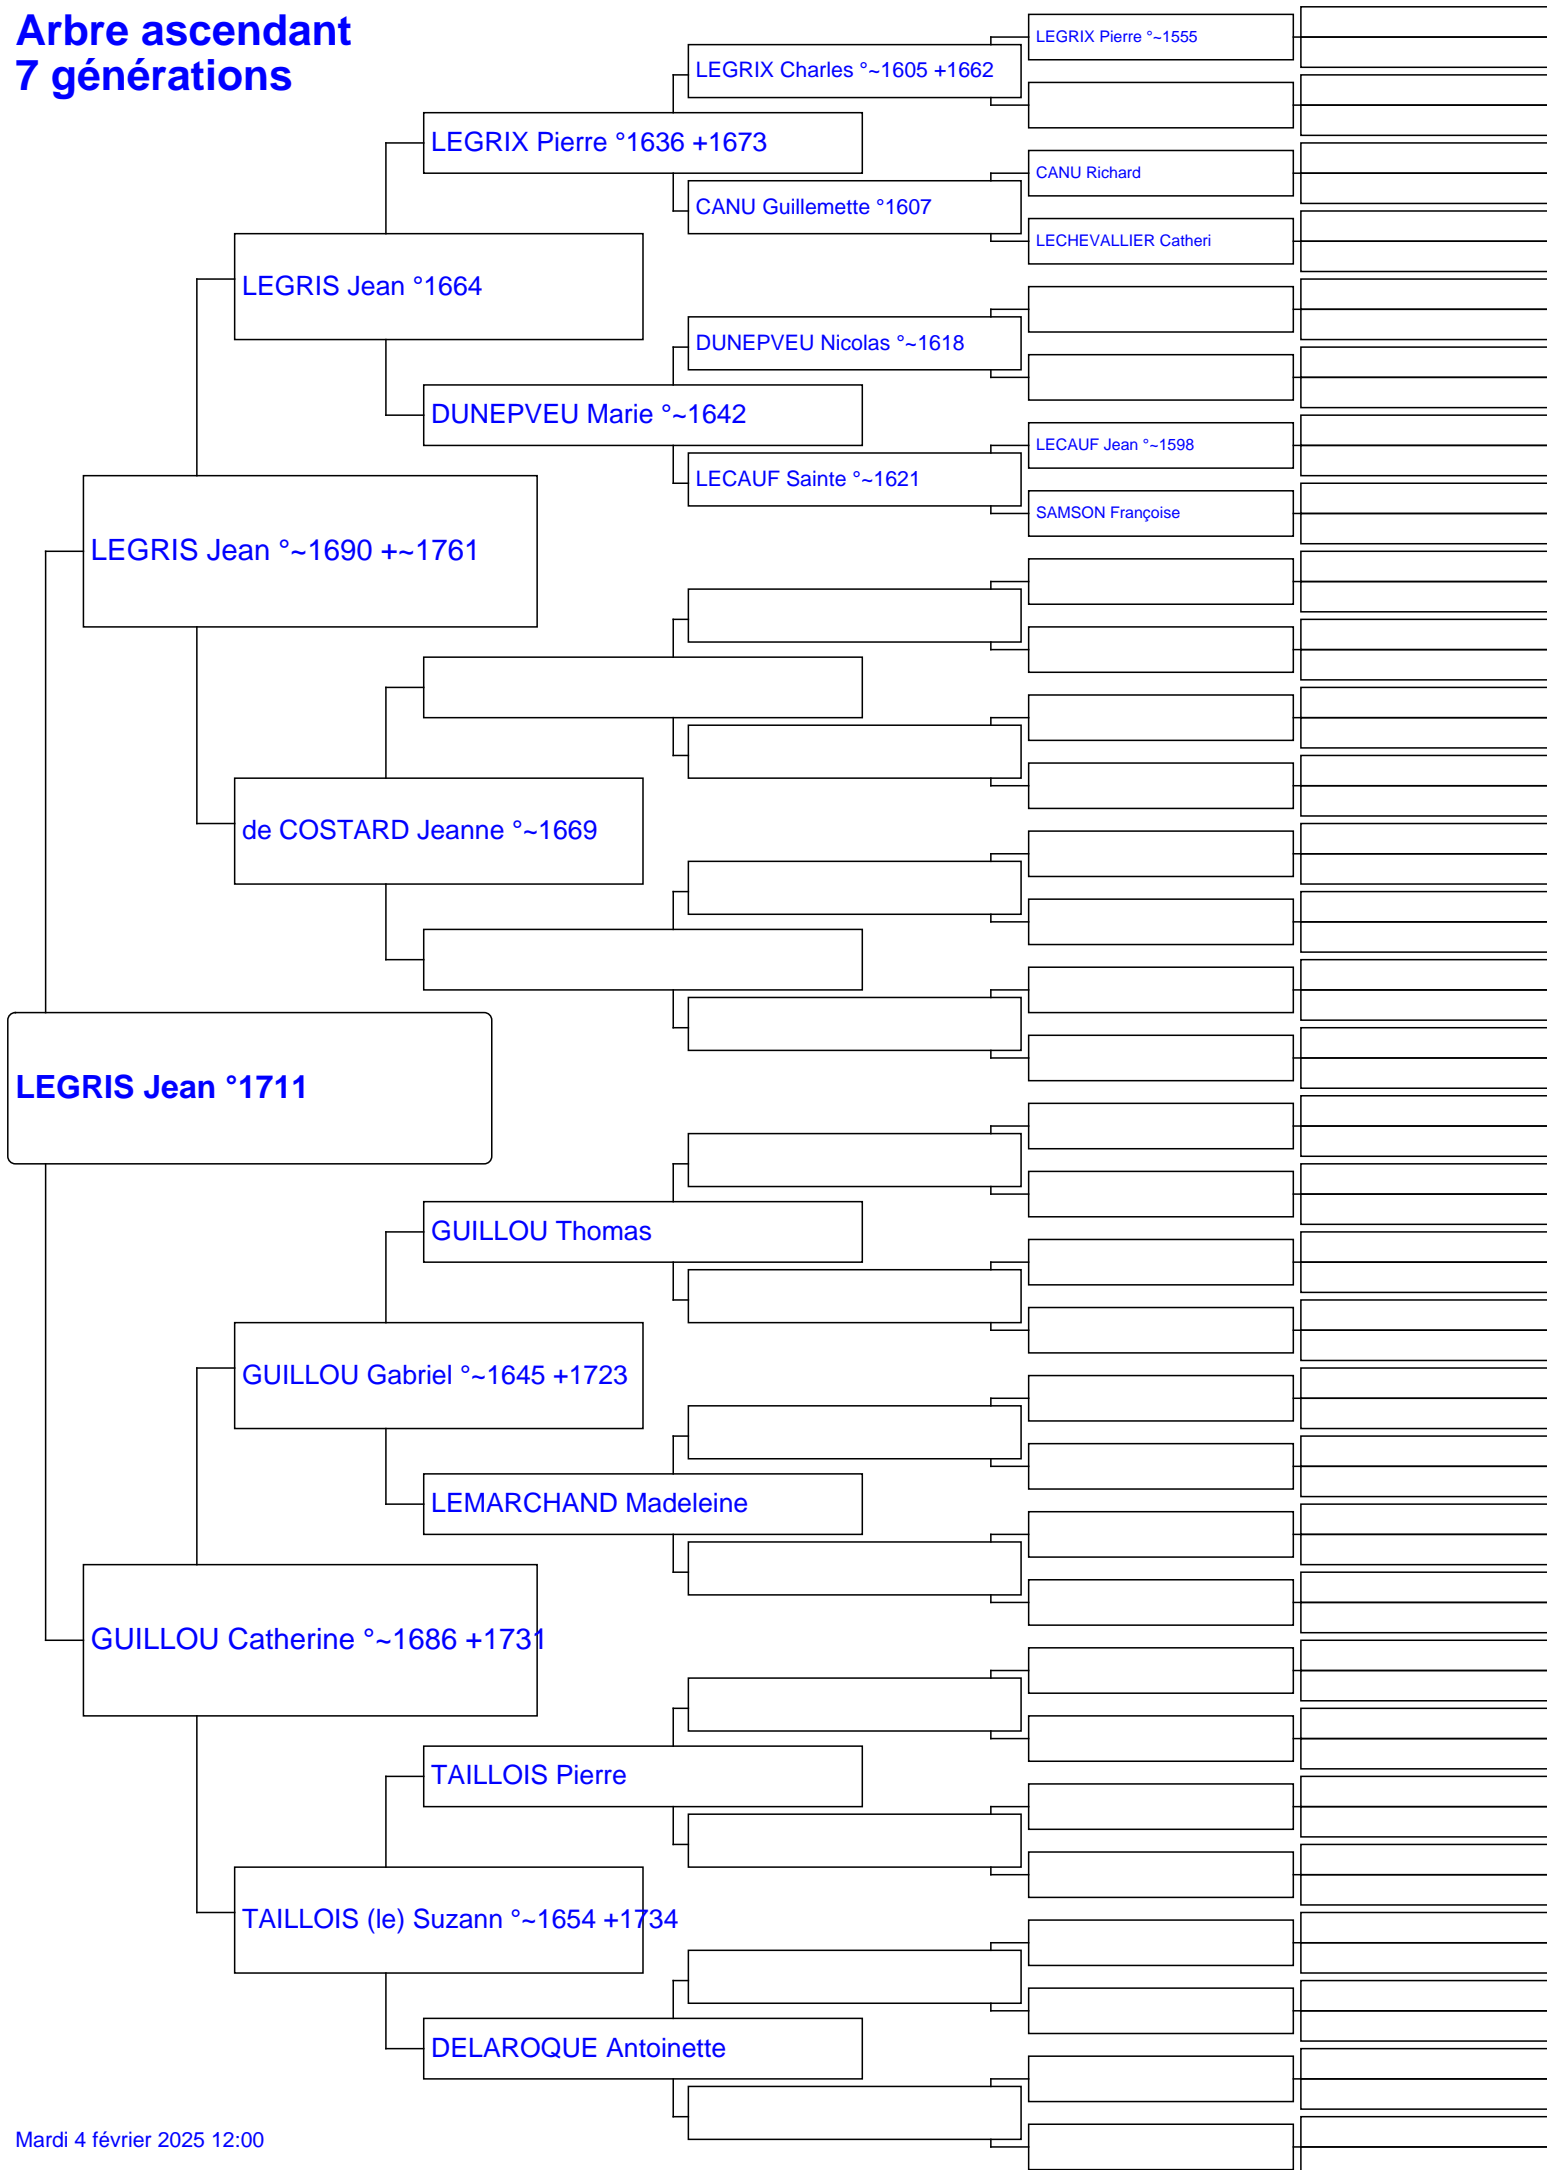 Arbre ascendant
7 générations
LEGRIX Pierre °~1555
LEGRIX Charles °~1605 +1662
LEGRIX Pierre °1636 +1673
CANU Richard
CANU Guillemette °1607
LECHEVALLIER Catheri
LEGRIS Jean °1664
DUNEPVEU Nicolas °~1618
DUNEPVEU Marie °~1642
LECAUF Jean °~1598
LECAUF Sainte °~1621
SAMSON Françoise
LEGRIS Jean °~1690 +~1761
de COSTARD Jeanne °~1669
LEGRIS Jean °1711
GUILLOU Thomas
GUILLOU Gabriel °~1645 +1723
LEMARCHAND Madeleine
GUILLOU Catherine °~1686 +1731
TAILLOIS Pierre
TAILLOIS (le) Suzann °~1654 +1734
DELAROQUE Antoinette
Mardi 4 février 2025 12:00